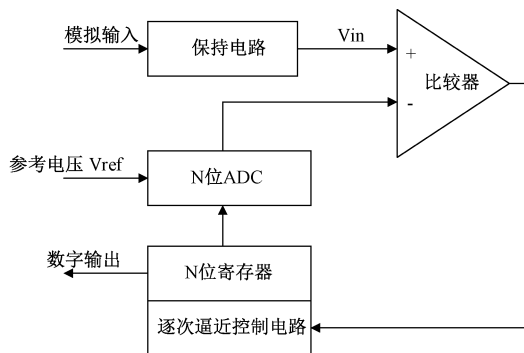 模拟输入
保持电路
Vin
+
比较器
-
参考电压 Vref
N位ADC
数字输出
N位寄存器
逐次逼近控制电路